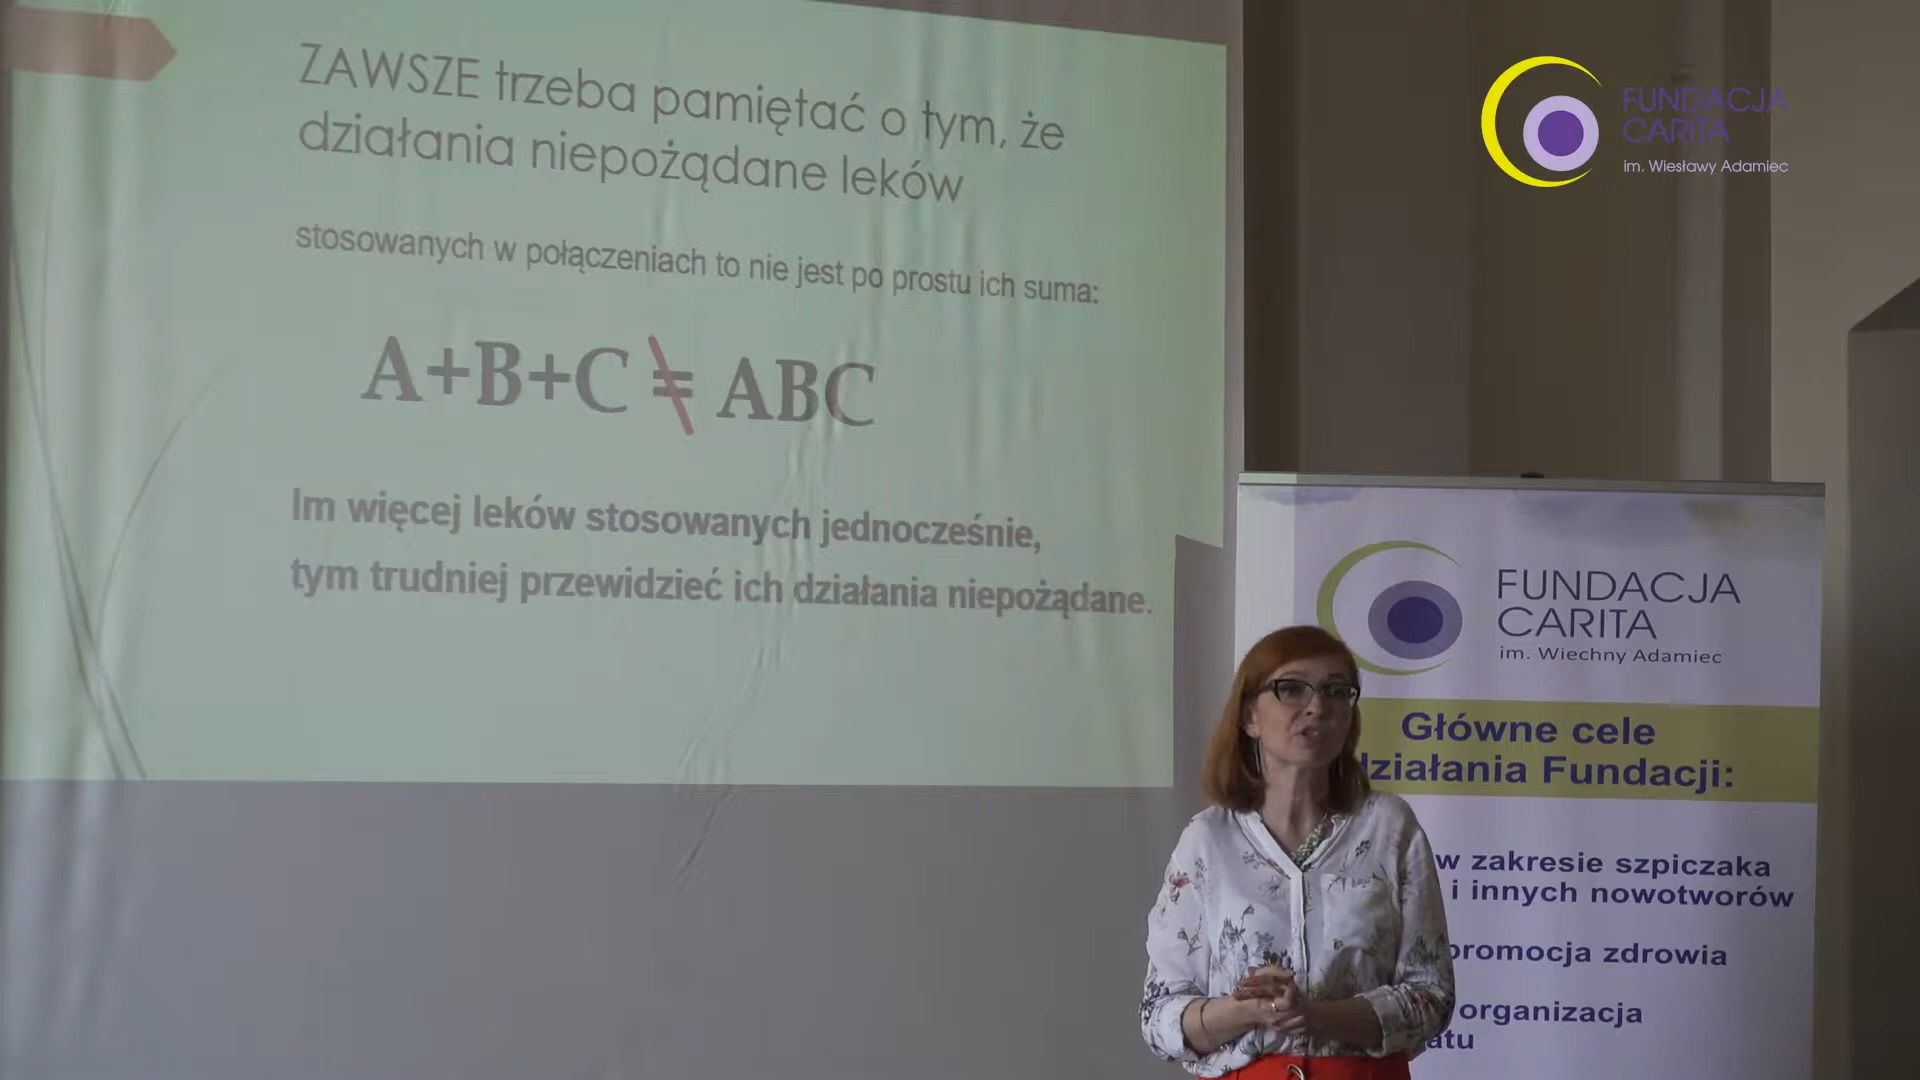 ZAWSZE trzeba pamiętać o tym, że
działania niepożądane leków
stosowanych w połączeniach to nie jest po prostu ich suma:
A+B+C ≠ ABC
Im więcej leków stosowanych jednocześnie,
tym trudniej przewidzieć ich działania niepożądane.
FUNDACJA
CARITA
im. Wiesławy Adamiec
FUNDACJA
CARITA
im. Wiechny Adamiec
Główne cele
działania Fundacji:
w zakresie szpiczaka
i innych nowotworów
promocja zdrowia
organizacja